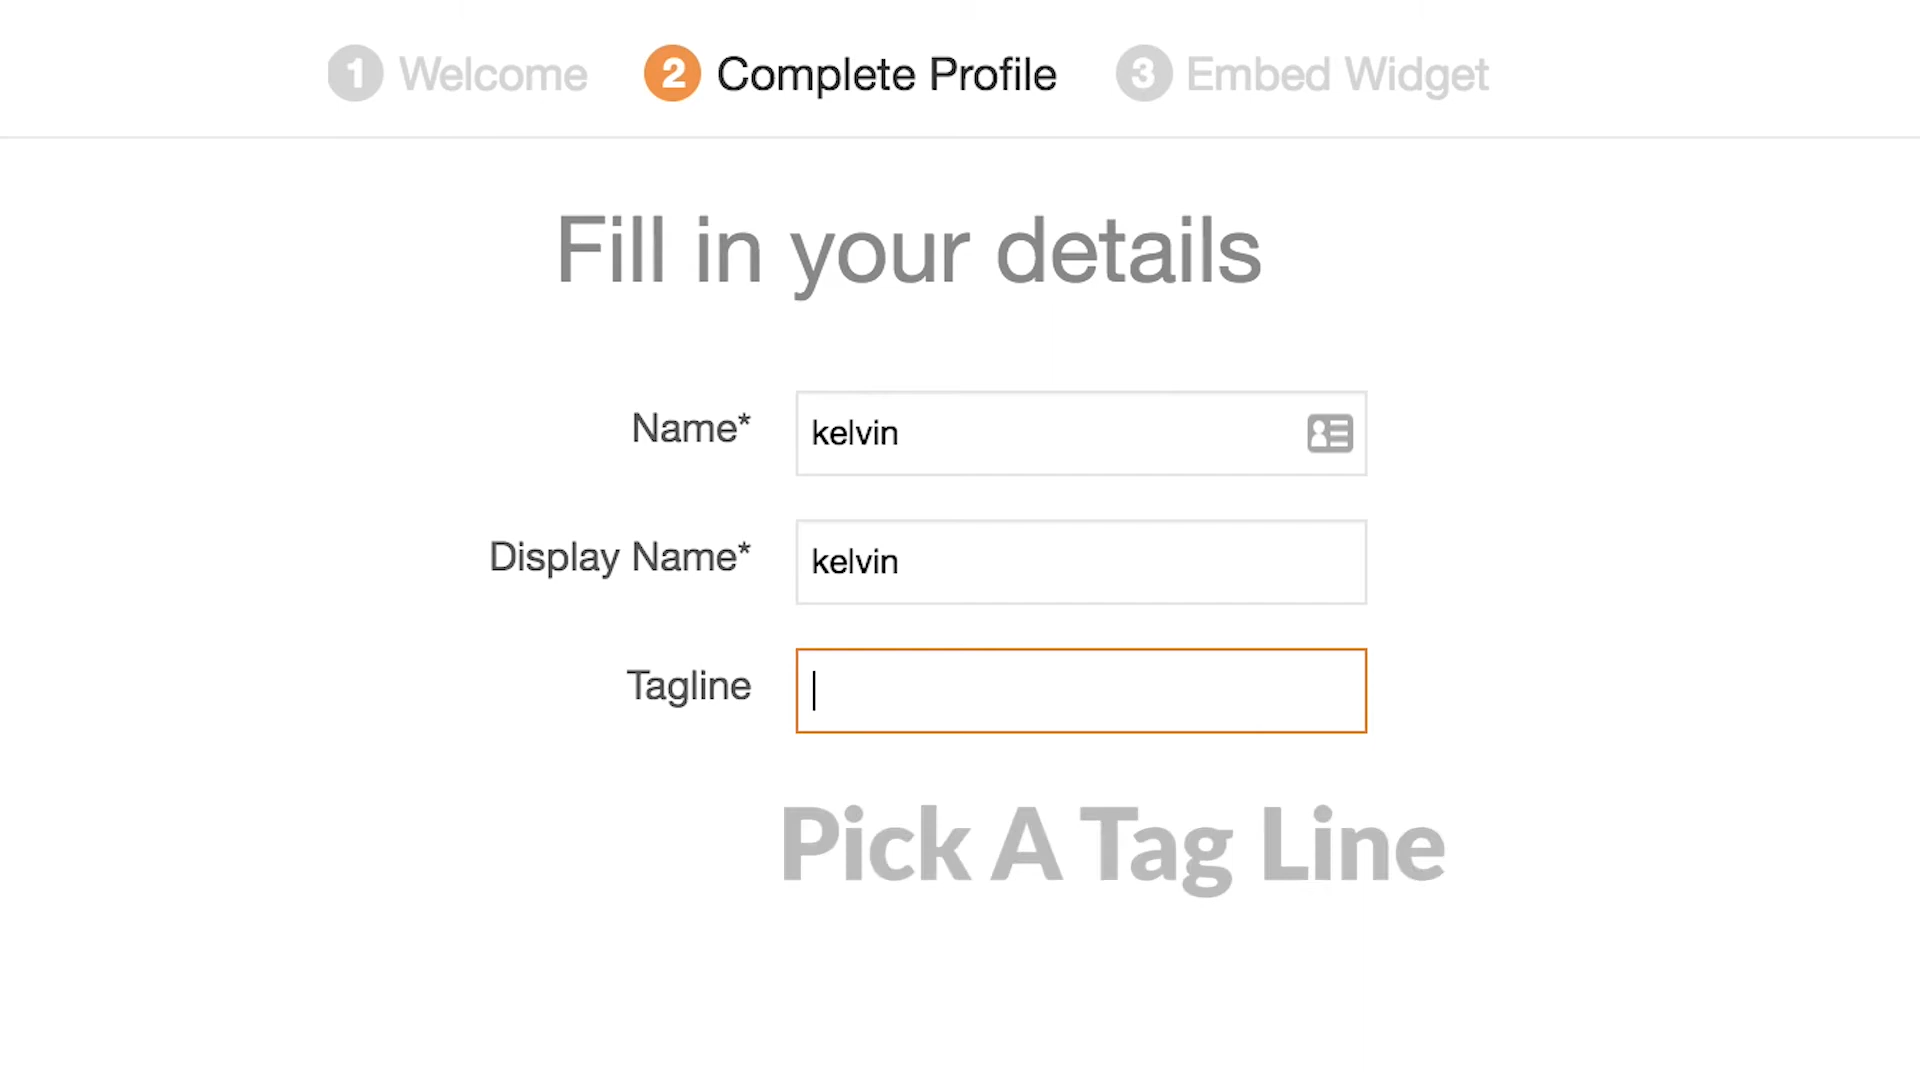 1 Welcome 2 Complete Profile 3 Embed Widget
Fill in your details
Name* kelvin
Display Name* kelvin
Tagline
Pick A Tag Line